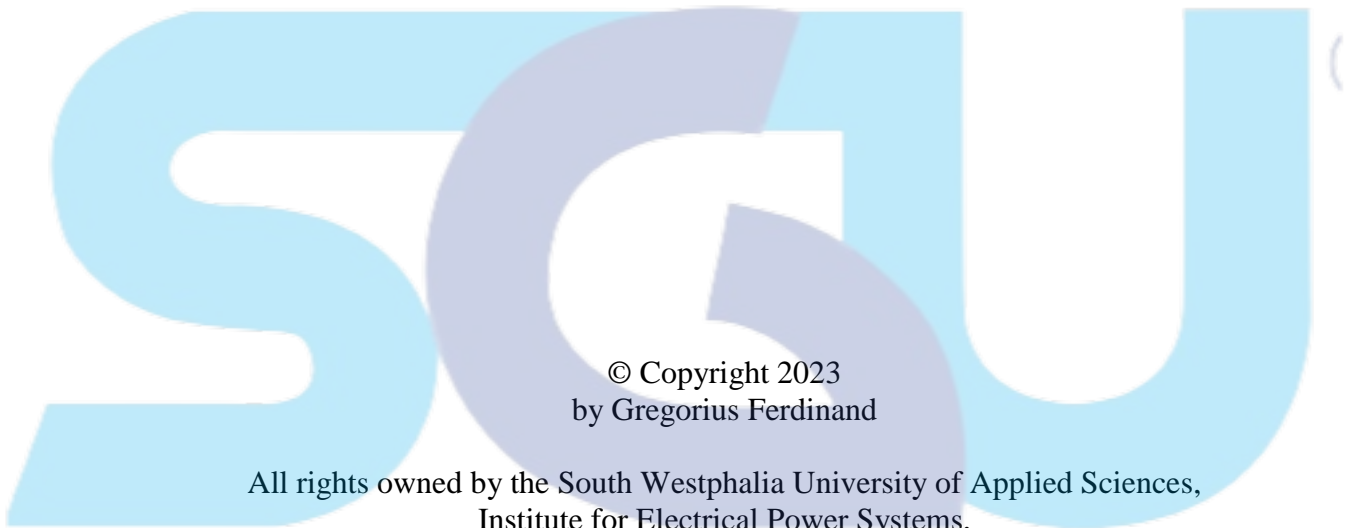 SGU
© Copyright 2023
by Gregorius Ferdinand
All rights owned by the South Westphalia University of Applied Sciences,
Institute for Electrical Power Systems.